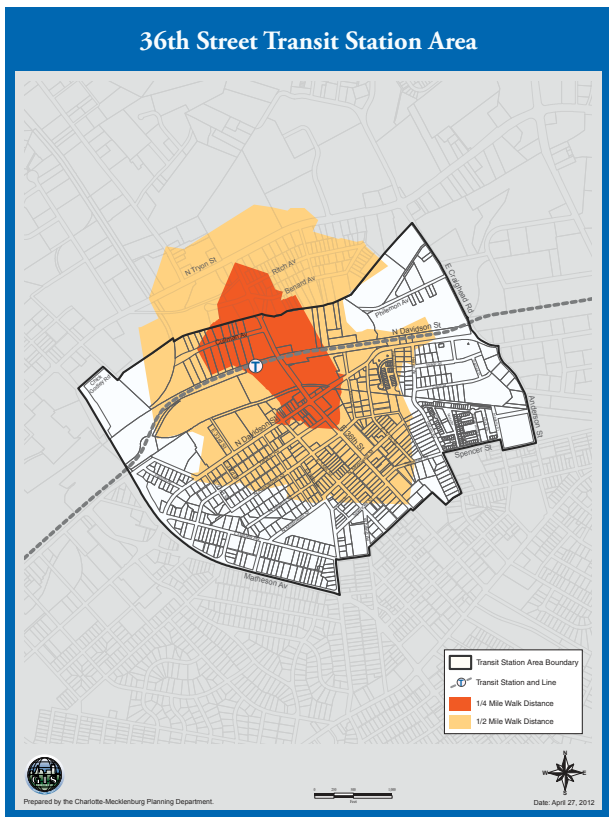 36th Street Transit Station Area
N Tryon St
Ritch Av
Benard Av
E Craighead Rd
Philemon Av
N Davidson St
Cullman Av
T
N Davidson St
E 36th St
Anderson St
Spencer St
Matheson Av
Transit Station Area Boundary
T
Transit Station and Line
1/4 Mile Walk Distance
1/2 Mile Walk Distance
N
W
E
S
Feet
Prepared by the Charlotte-Mecklenburg Planning Department.
Date: April 27, 2012